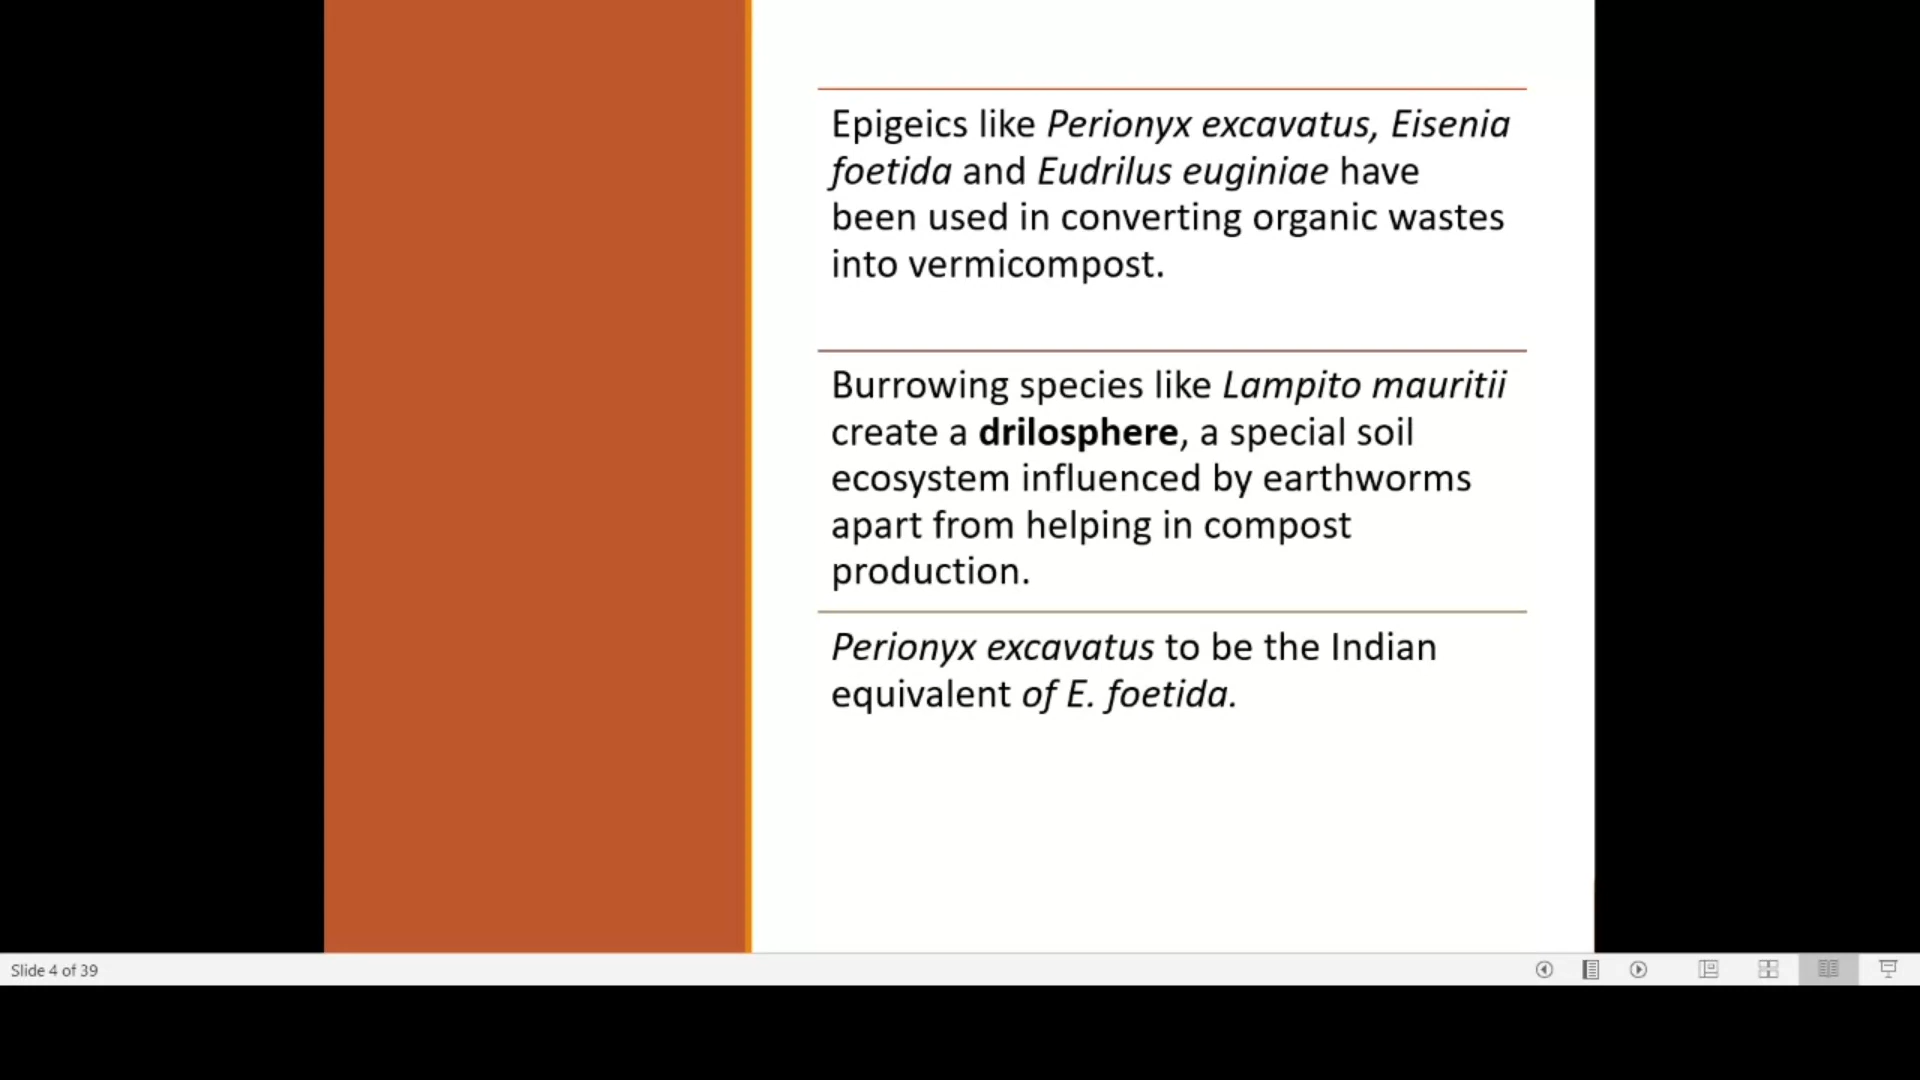 Epigeics like Perionyx excavatus, Eisenia
foetida and Eudrilus euginiae have
been used in converting organic wastes
into vermicompost.
Burrowing species like Lampito mauritii
create a drilosphere, a special soil
ecosystem influenced by earthworms
apart from helping in compost
production.
Perionyx excavatus to be the Indian
equivalent of E. foetida.
Slide 4 of 39